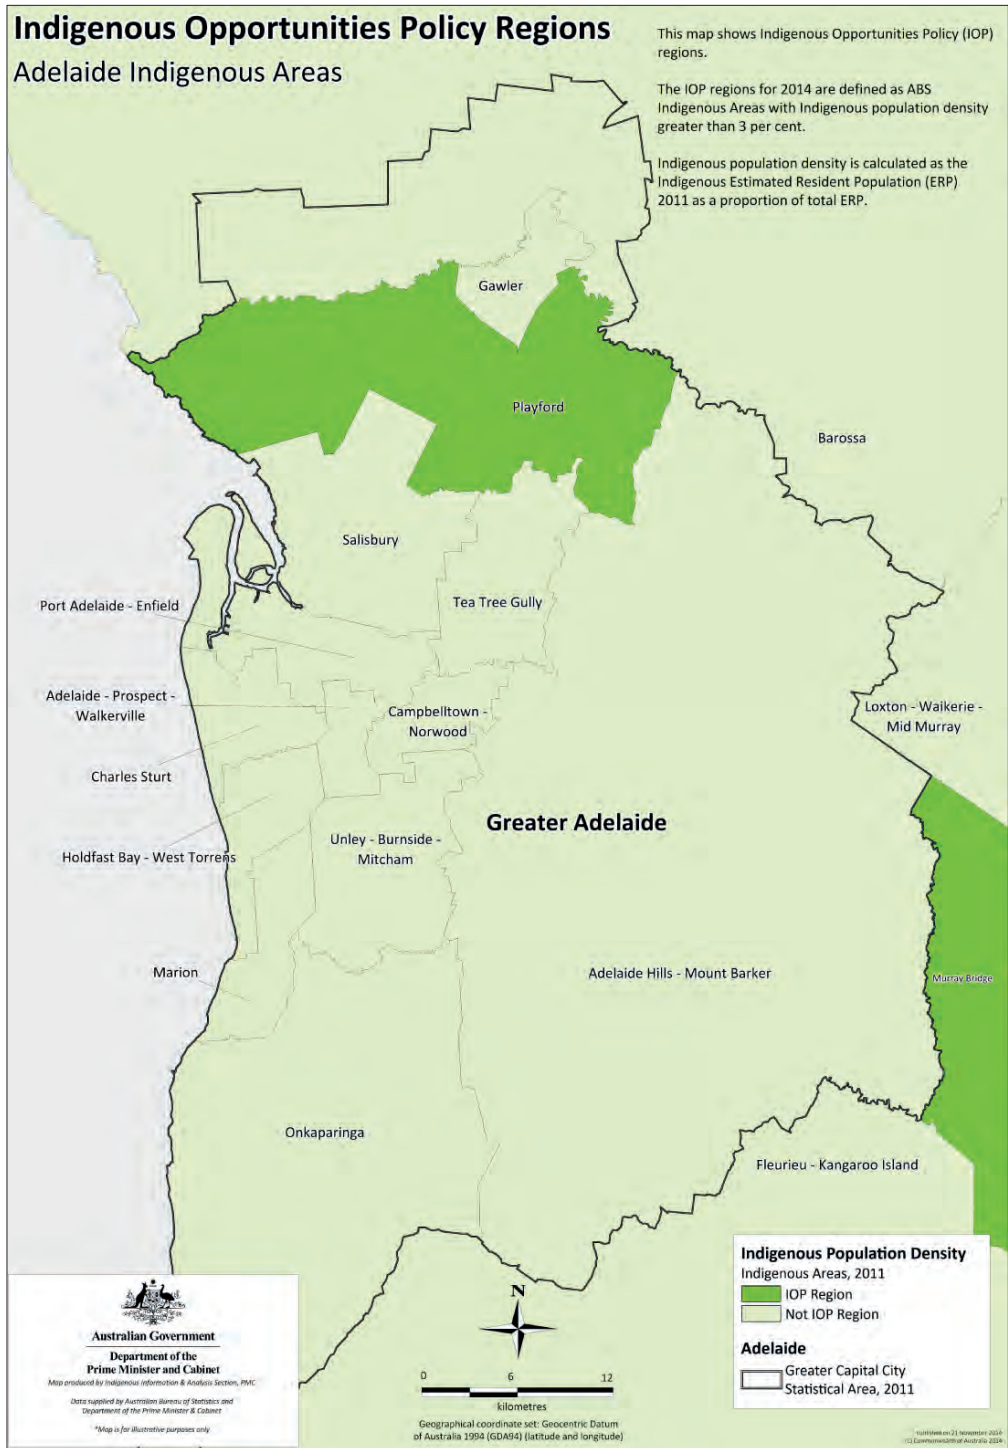 Indigenous Opportunities Policy Regions
Adelaide Indigenous Areas
This map shows Indigenous Opportunities Policy (IOP)
regions.
The IOP regions for 2014 are defined as ABS
Indigenous Areas with Indigenous population density
greater than 3 per cent.
Indigenous population density is calculated as the
Indigenous Estimated Resident Population (ERP)
2011 as a proportion of total ERP.
Gawler
Playford
Barossa
Salisbury
Port Adelaide - Enfield
Tea Tree Gully
Adelaide - Prospect -
Walkerville
Campbelltown -
Norwood
Loxton - Waikerie -
Mid Murray
Charles Sturt
Greater Adelaide
Unley - Burnside -
Mitcham
Holdfast Bay - West Torrens
Marion
Adelaide Hills - Mount Barker
Murray Bridge
Onkaparinga
Fleurieu - Kangaroo Island
Indigenous Population Density
Indigenous Areas, 2011
IOP Region
Not IOP Region
Adelaide
Greater Capital City
Statistical Area, 2011
Australian Government
Department of the
Prime Minister and Cabinet
Map produced by Indigenous Information & Analysis Section, PMC
Data supplied by Australian Bureau of Statistics and
Department of the Prime Minister & Cabinet
*Map is for illustrative purposes only
N
0 6 12
kilometres
Geographical coordinate set: Geocentric Datum
of Australia 1994 (GDA94) (latitude and longitude)
on 21 November 2014
(C) Commonwealth of Australia 2014